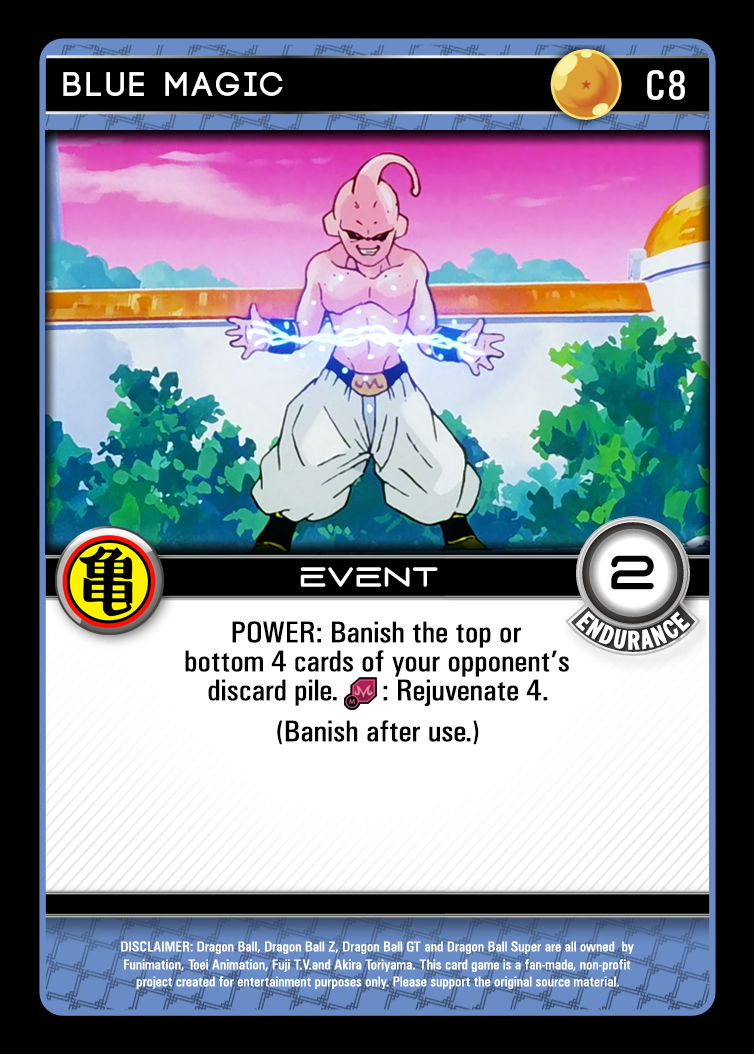 BLUE MAGIC
C8
亀
EVENT
2
ENDURANCE
POWER: Banish the top or
bottom 4 cards of your opponent's
discard pile. M : Rejuvenate 4.
(Banish after use.)
DISCLAIMER: Dragon Ball, Dragon Ball Z, Dragon Ball GT and Dragon Ball Super are all owned by
Funimation, Toei Animation, Fuji T.V.and Akira Toriyama. This card game is a fan-made, non-profit
project created for entertainment purposes only. Please support the original source material.